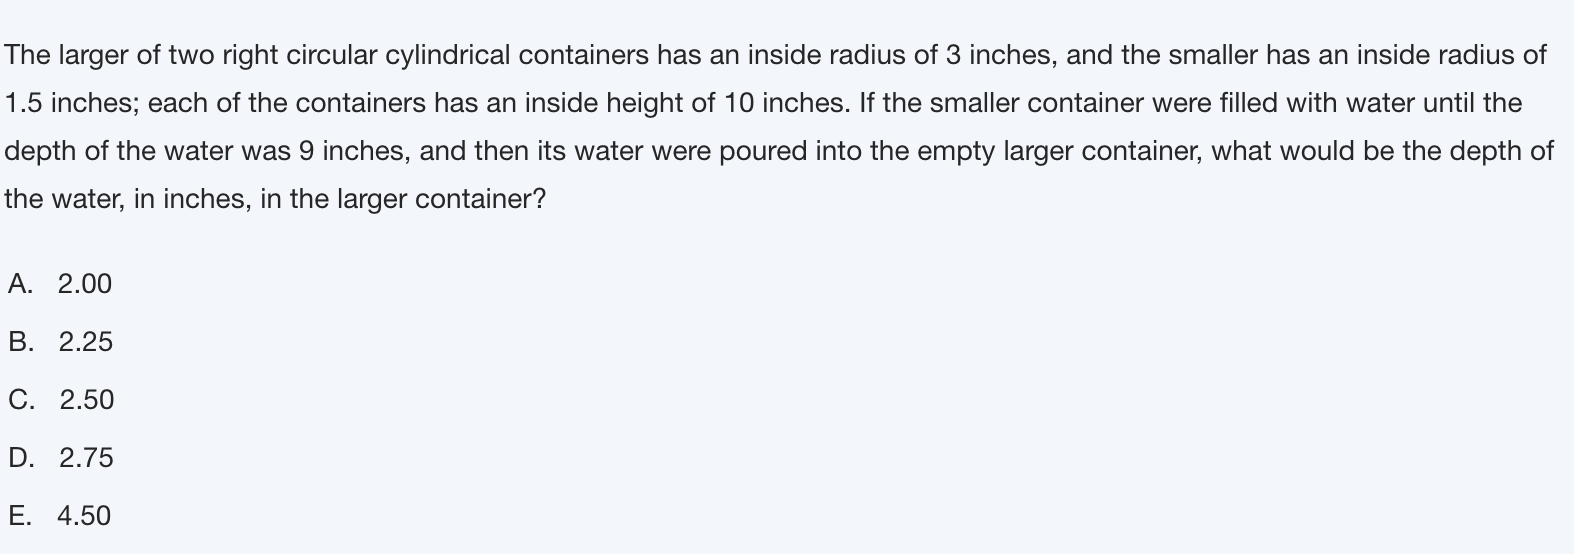 The larger of two right circular cylindrical containers has an inside radius of 3 inches, and the smaller has an inside radius of
1.5 inches; each of the containers has an inside height of 10 inches. If the smaller container were filled with water until the
depth of the water was 9 inches, and then its water were poured into the empty larger container, what would be the depth of
the water, in inches, in the larger container?
A. 2.00
B. 2.25
C. 2.50
D. 2.75
E. 4.50